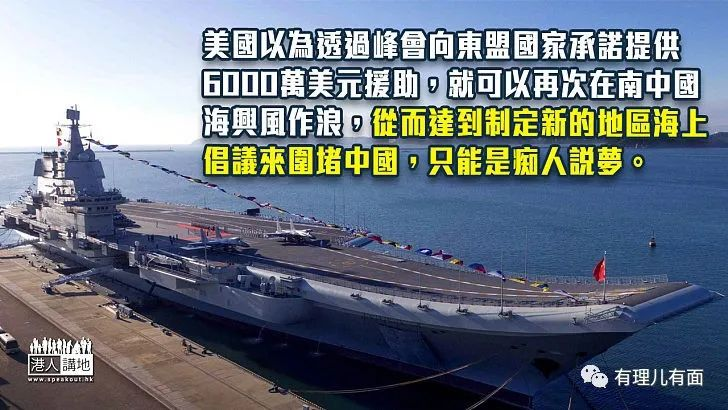 美國以為透過峰會向東盟國家承諾提供
6000萬美元援助，就可以再次在南中國
海興風作浪，從而達到制定新的地區海上
倡議來圍堵中國，只能是痴人説夢。
港人講地
www.speakout.hk
有理儿有面